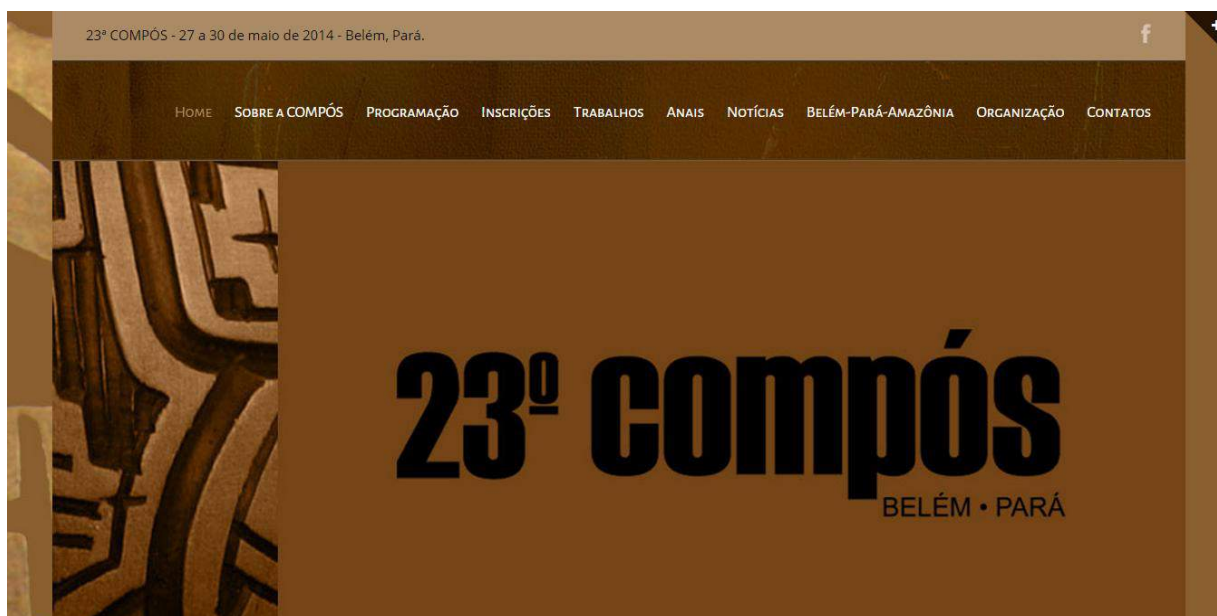 23ª COMPÓS - 27 a 30 de maio de 2014 - Belém, Pará.
Home Sobre a COMPÓS Programação Inscrições Trabalhos Anais Notícias Belém-Pará-Amazônia Organização Contatos
23º compós
BELÉM • PARÁ